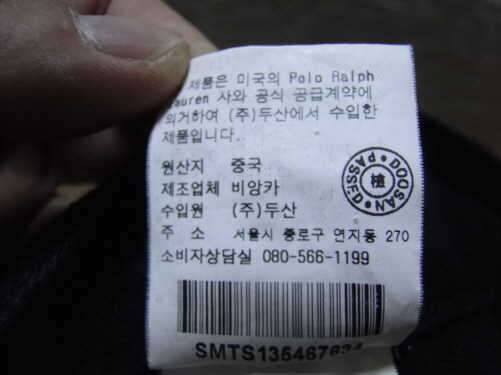 제품은 미국의 Polo Ralph
Lauren 사와 공식 공급계약에
의거하여 (주)두산에서 수입한
제품입니다.
원산지 중국
제조업체 비앙카
수입원 (주)두산
주 소 서울시 종로구 연지동 270
소비자상담실 080-566-1199
DOOSAN PASSED
檀